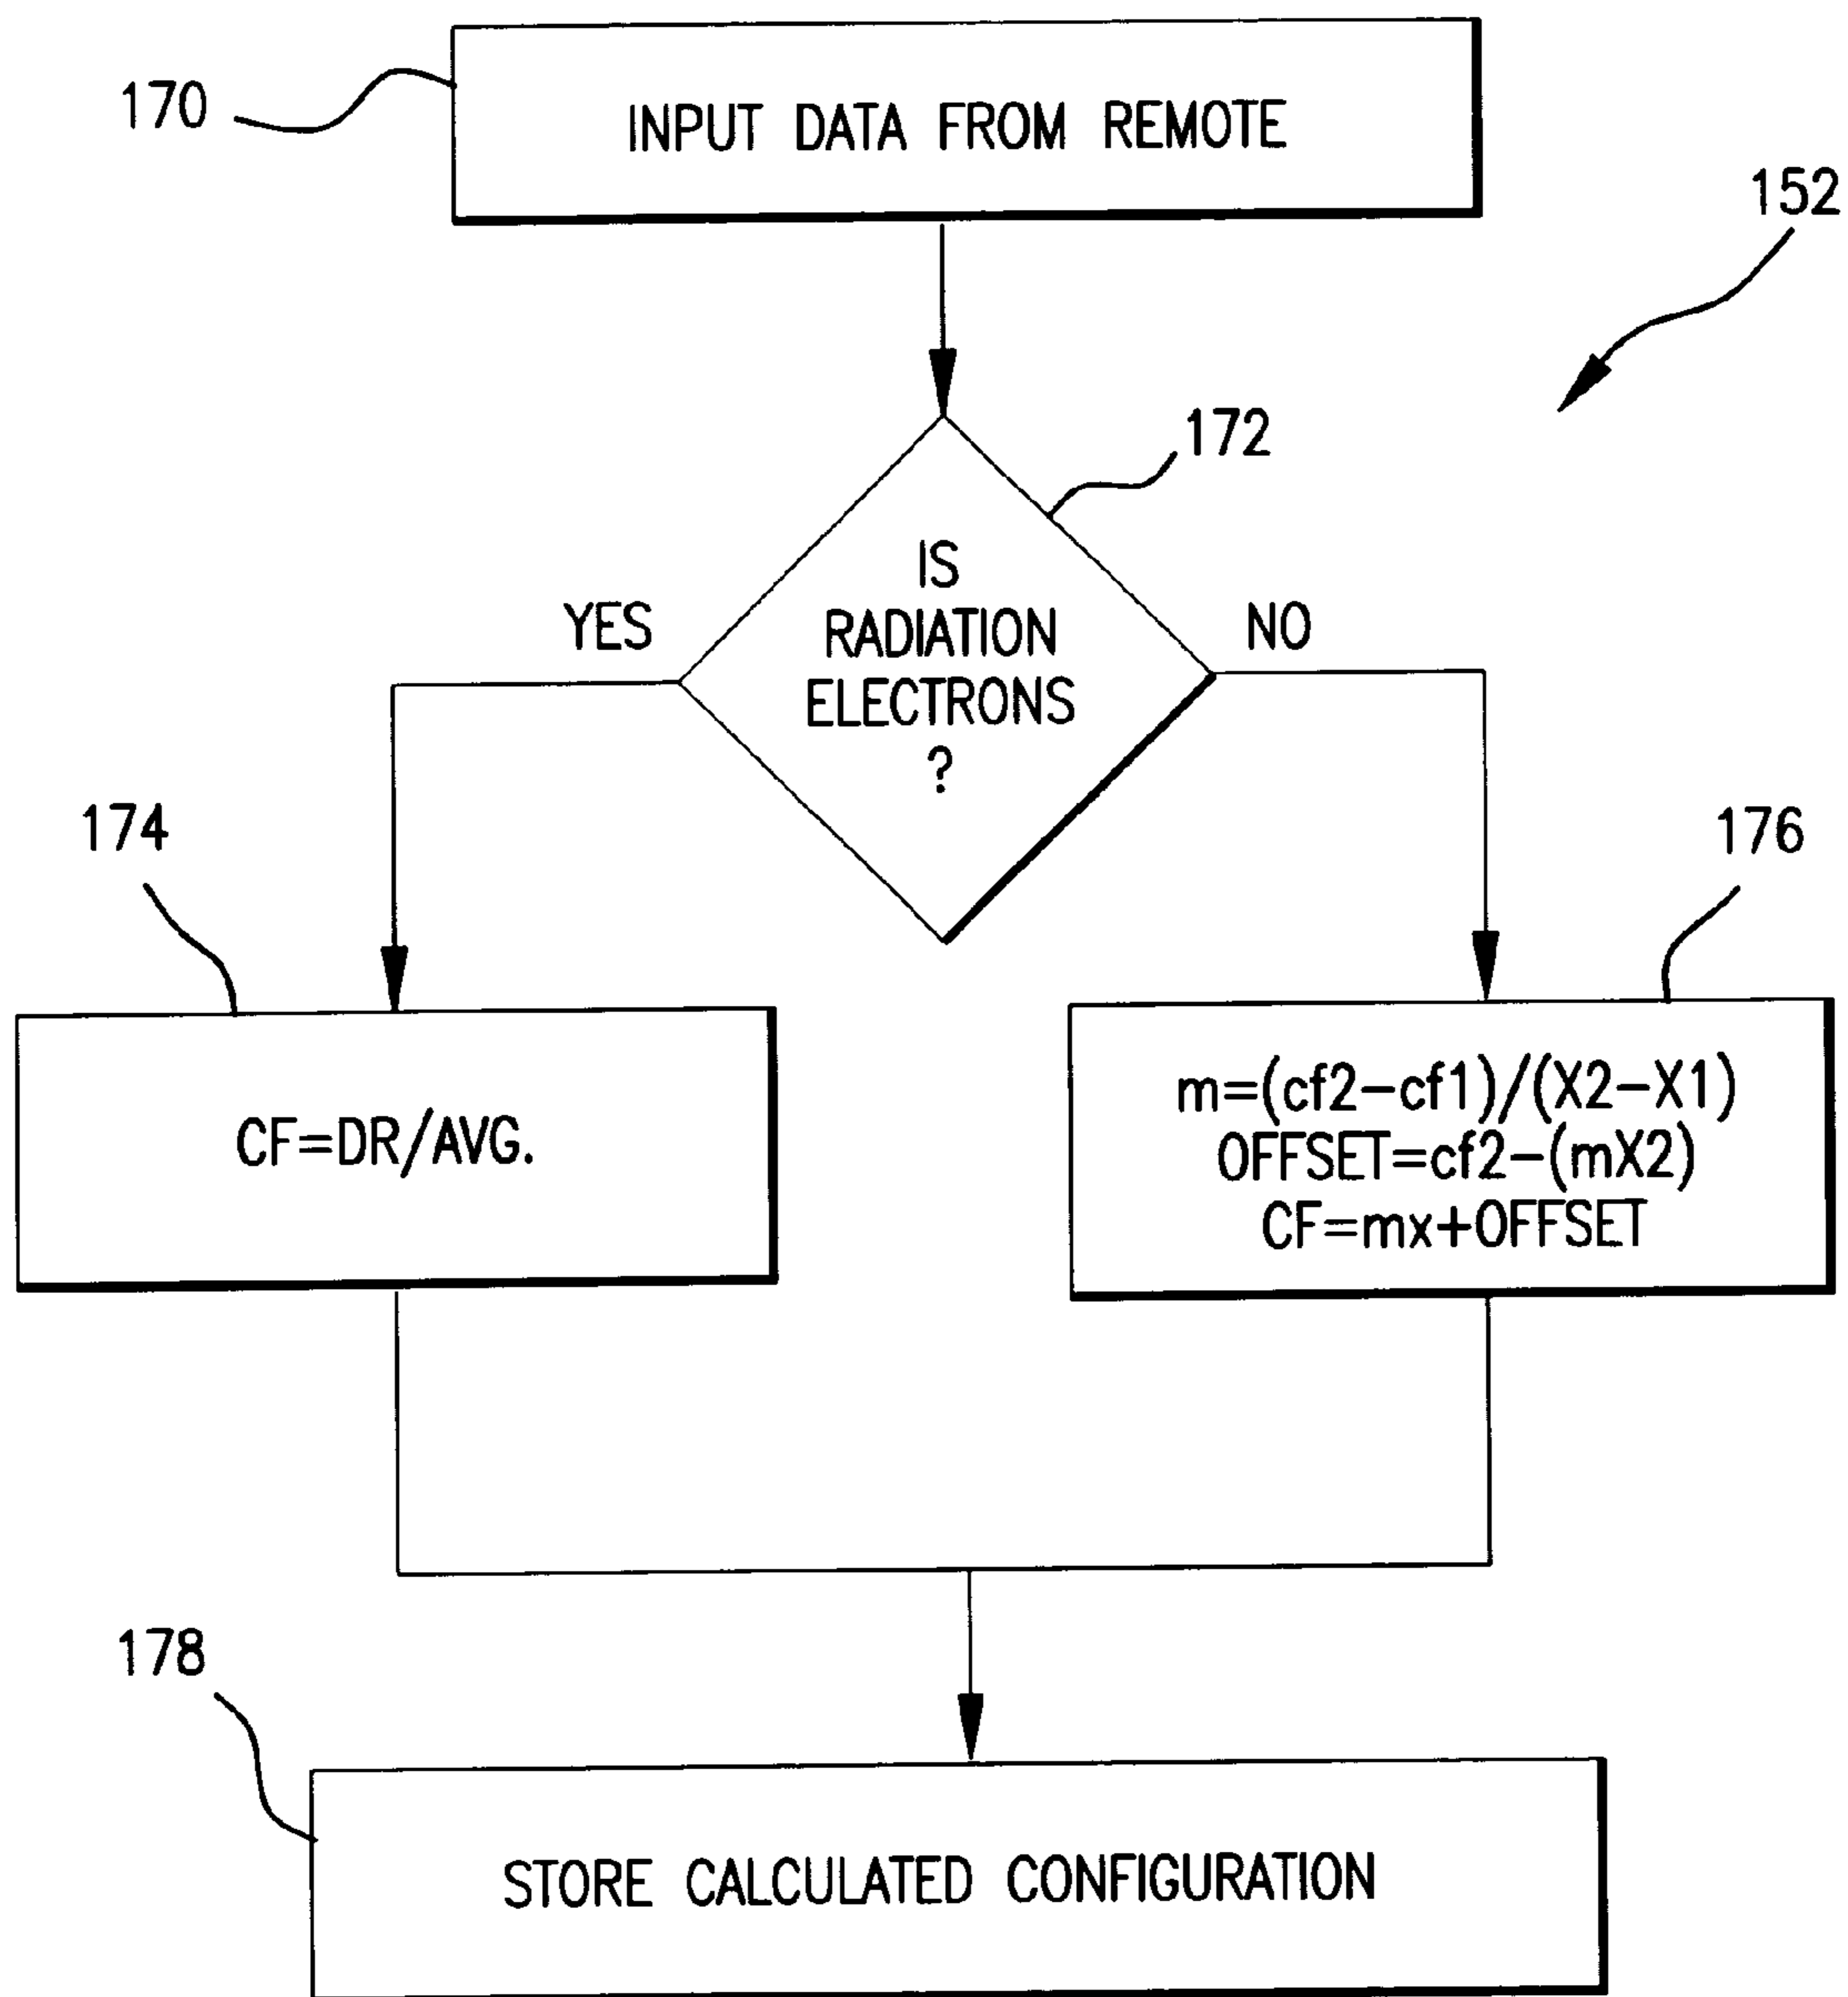 170
INPUT DATA FROM REMOTE
152
172
IS
RADIATION
ELECTRONS
?
YES
NO
174
176
CF=DR/AVG.
m=(cf2-cf1)/(X2-X1)
OFFSET=cf2-(mX2)
CF=mx+OFFSET
178
STORE CALCULATED CONFIGURATION